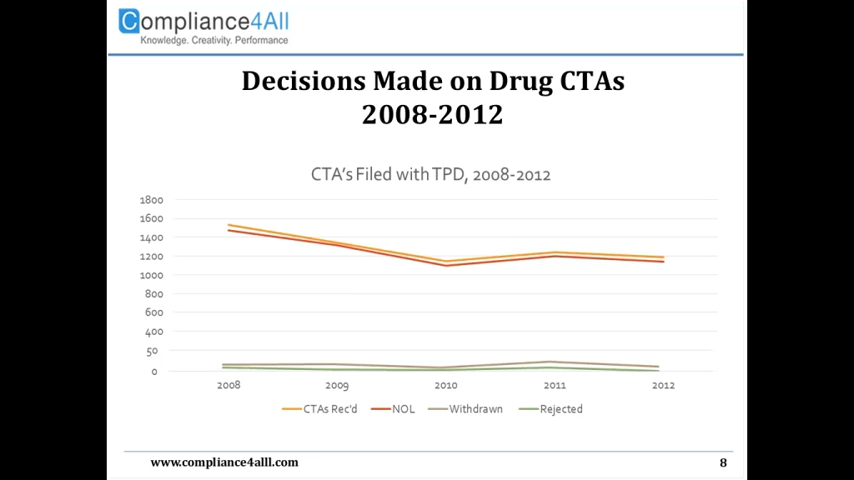 Compliance4All
Knowledge. Creativity. Performance
Decisions Made on Drug CTAs
2008-2012
CTA's Filed with TPD, 2008-2012
1800
1600
1400
1200
1000
800
600
400
50
0
2008 2009 2010 2011 2012
CTAs Rec'd NOL Withdrawn Rejected
www.compliance4alll.com 8